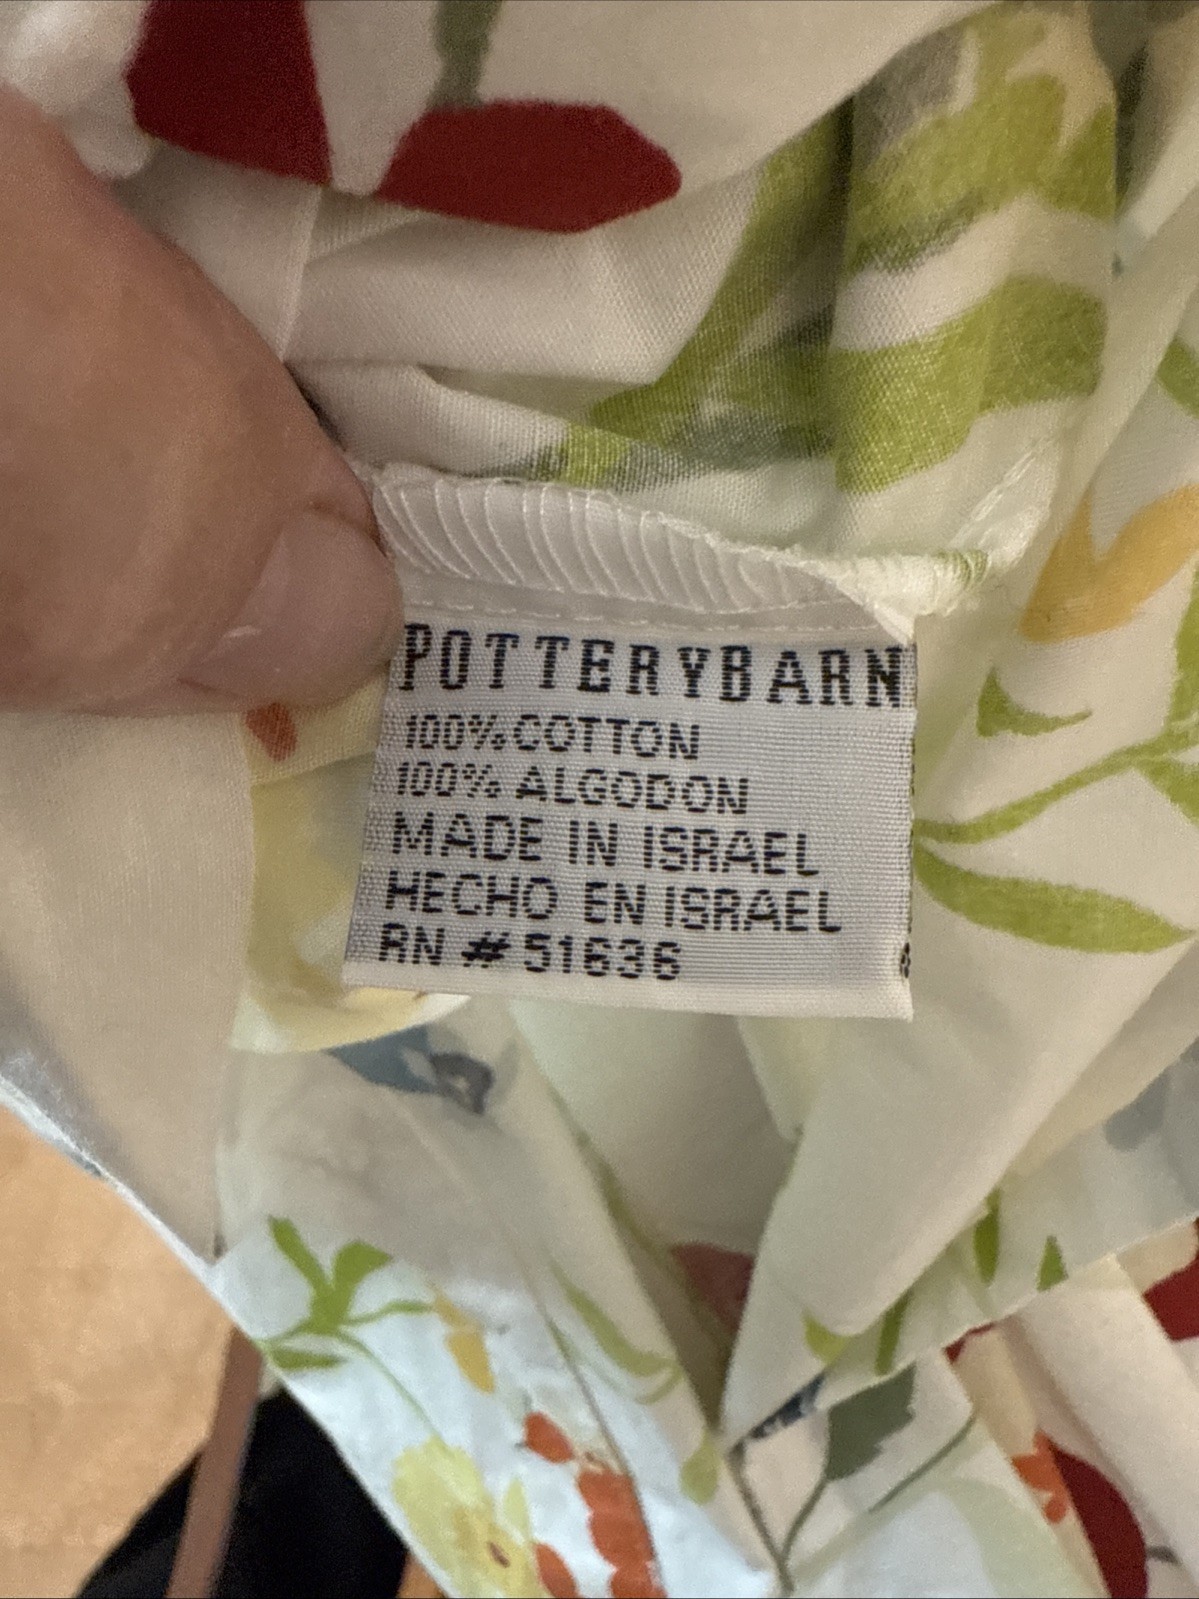 POTTERYBARN
100% COTTON
100% ALGODON
MADE IN ISRAEL
HECHO EN ISRAEL
RN # 51636